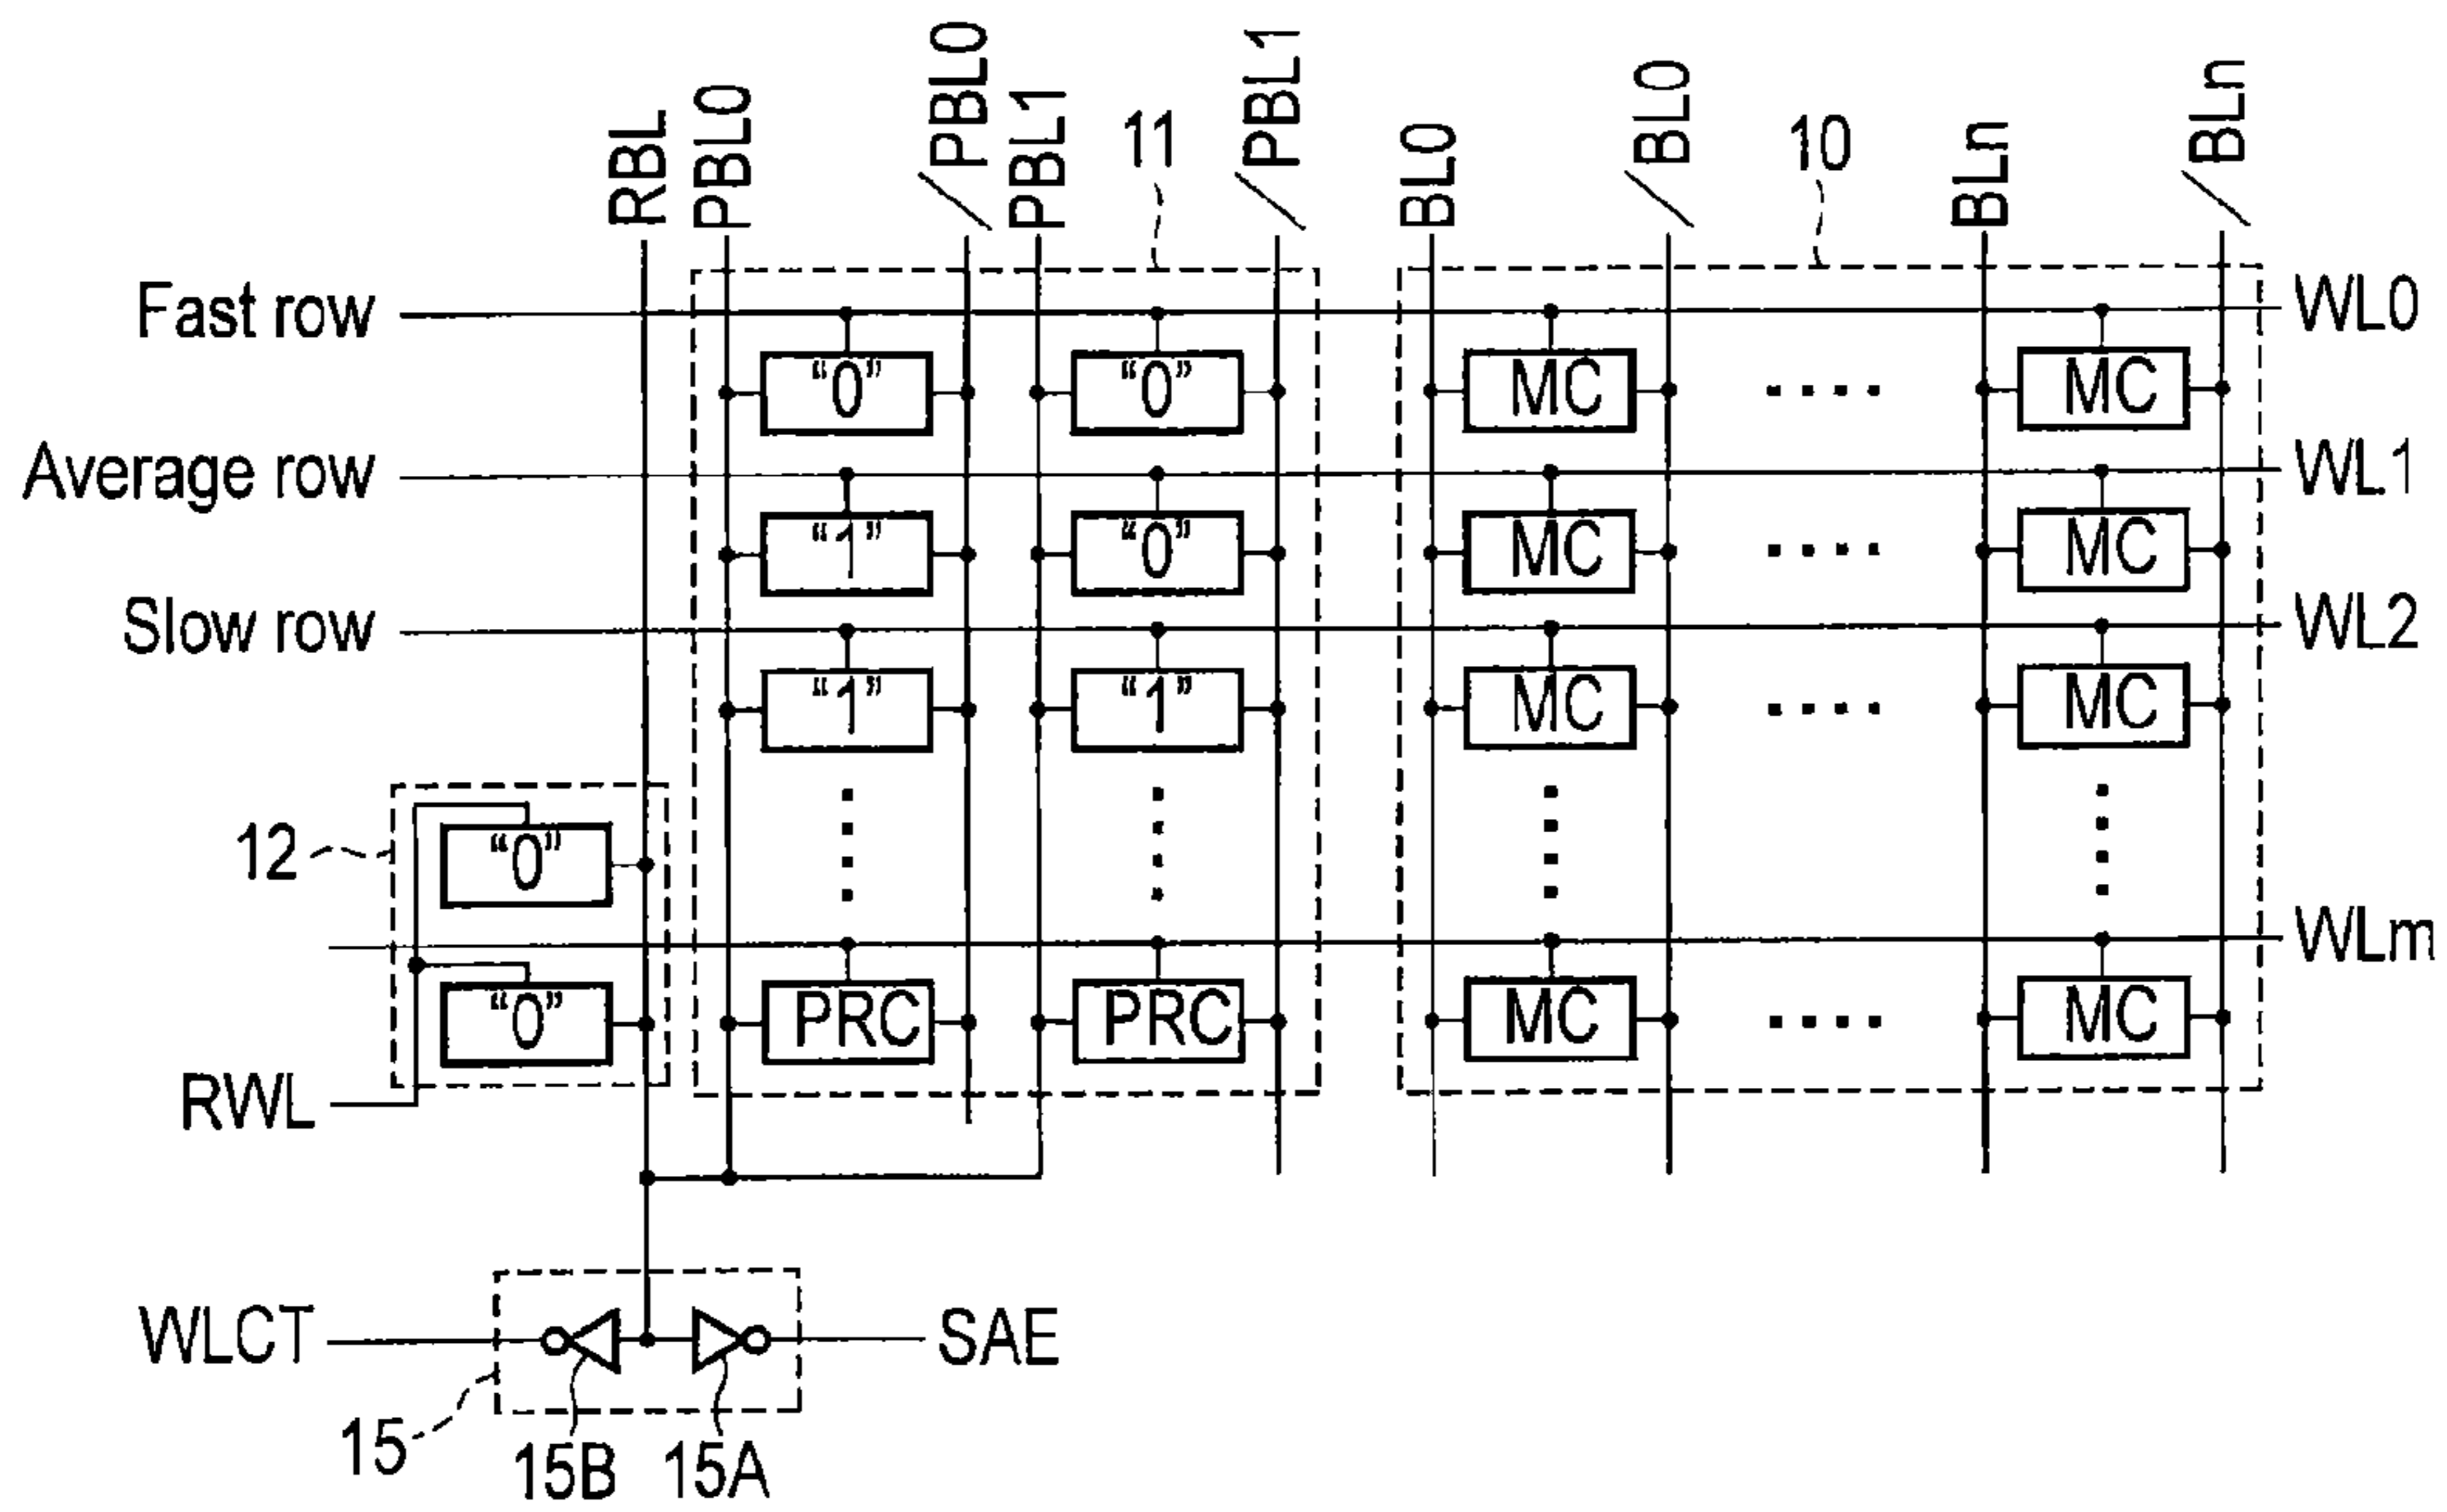 RBL
PBL0
/PBL0
PBL1
11
/PBL1
BL0
/BL0
10
BLn
/BLn
Fast row
WL0
"0" "0" MC MC
Average row
WL1
"1" "0" MC MC
Slow row
WL2
"1" "1" MC MC
12
"0"
WLm
"0" PRC PRC MC MC
RWL
WLCT
SAE
15
15B
15A